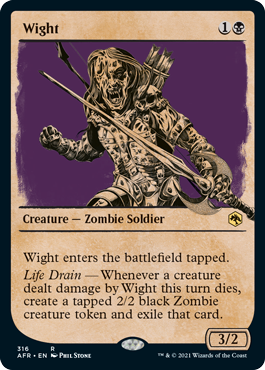 Wight
1
Creature — Zombie Soldier
Wight enters the battlefield tapped.
Life Drain — Whenever a creature
dealt damage by Wight this turn dies,
create a tapped 2/2 black Zombie
creature token and exile that card.
3/2
316 R
AFR • EN Phil Stone
™ & © 2021 Wizards of the Coast